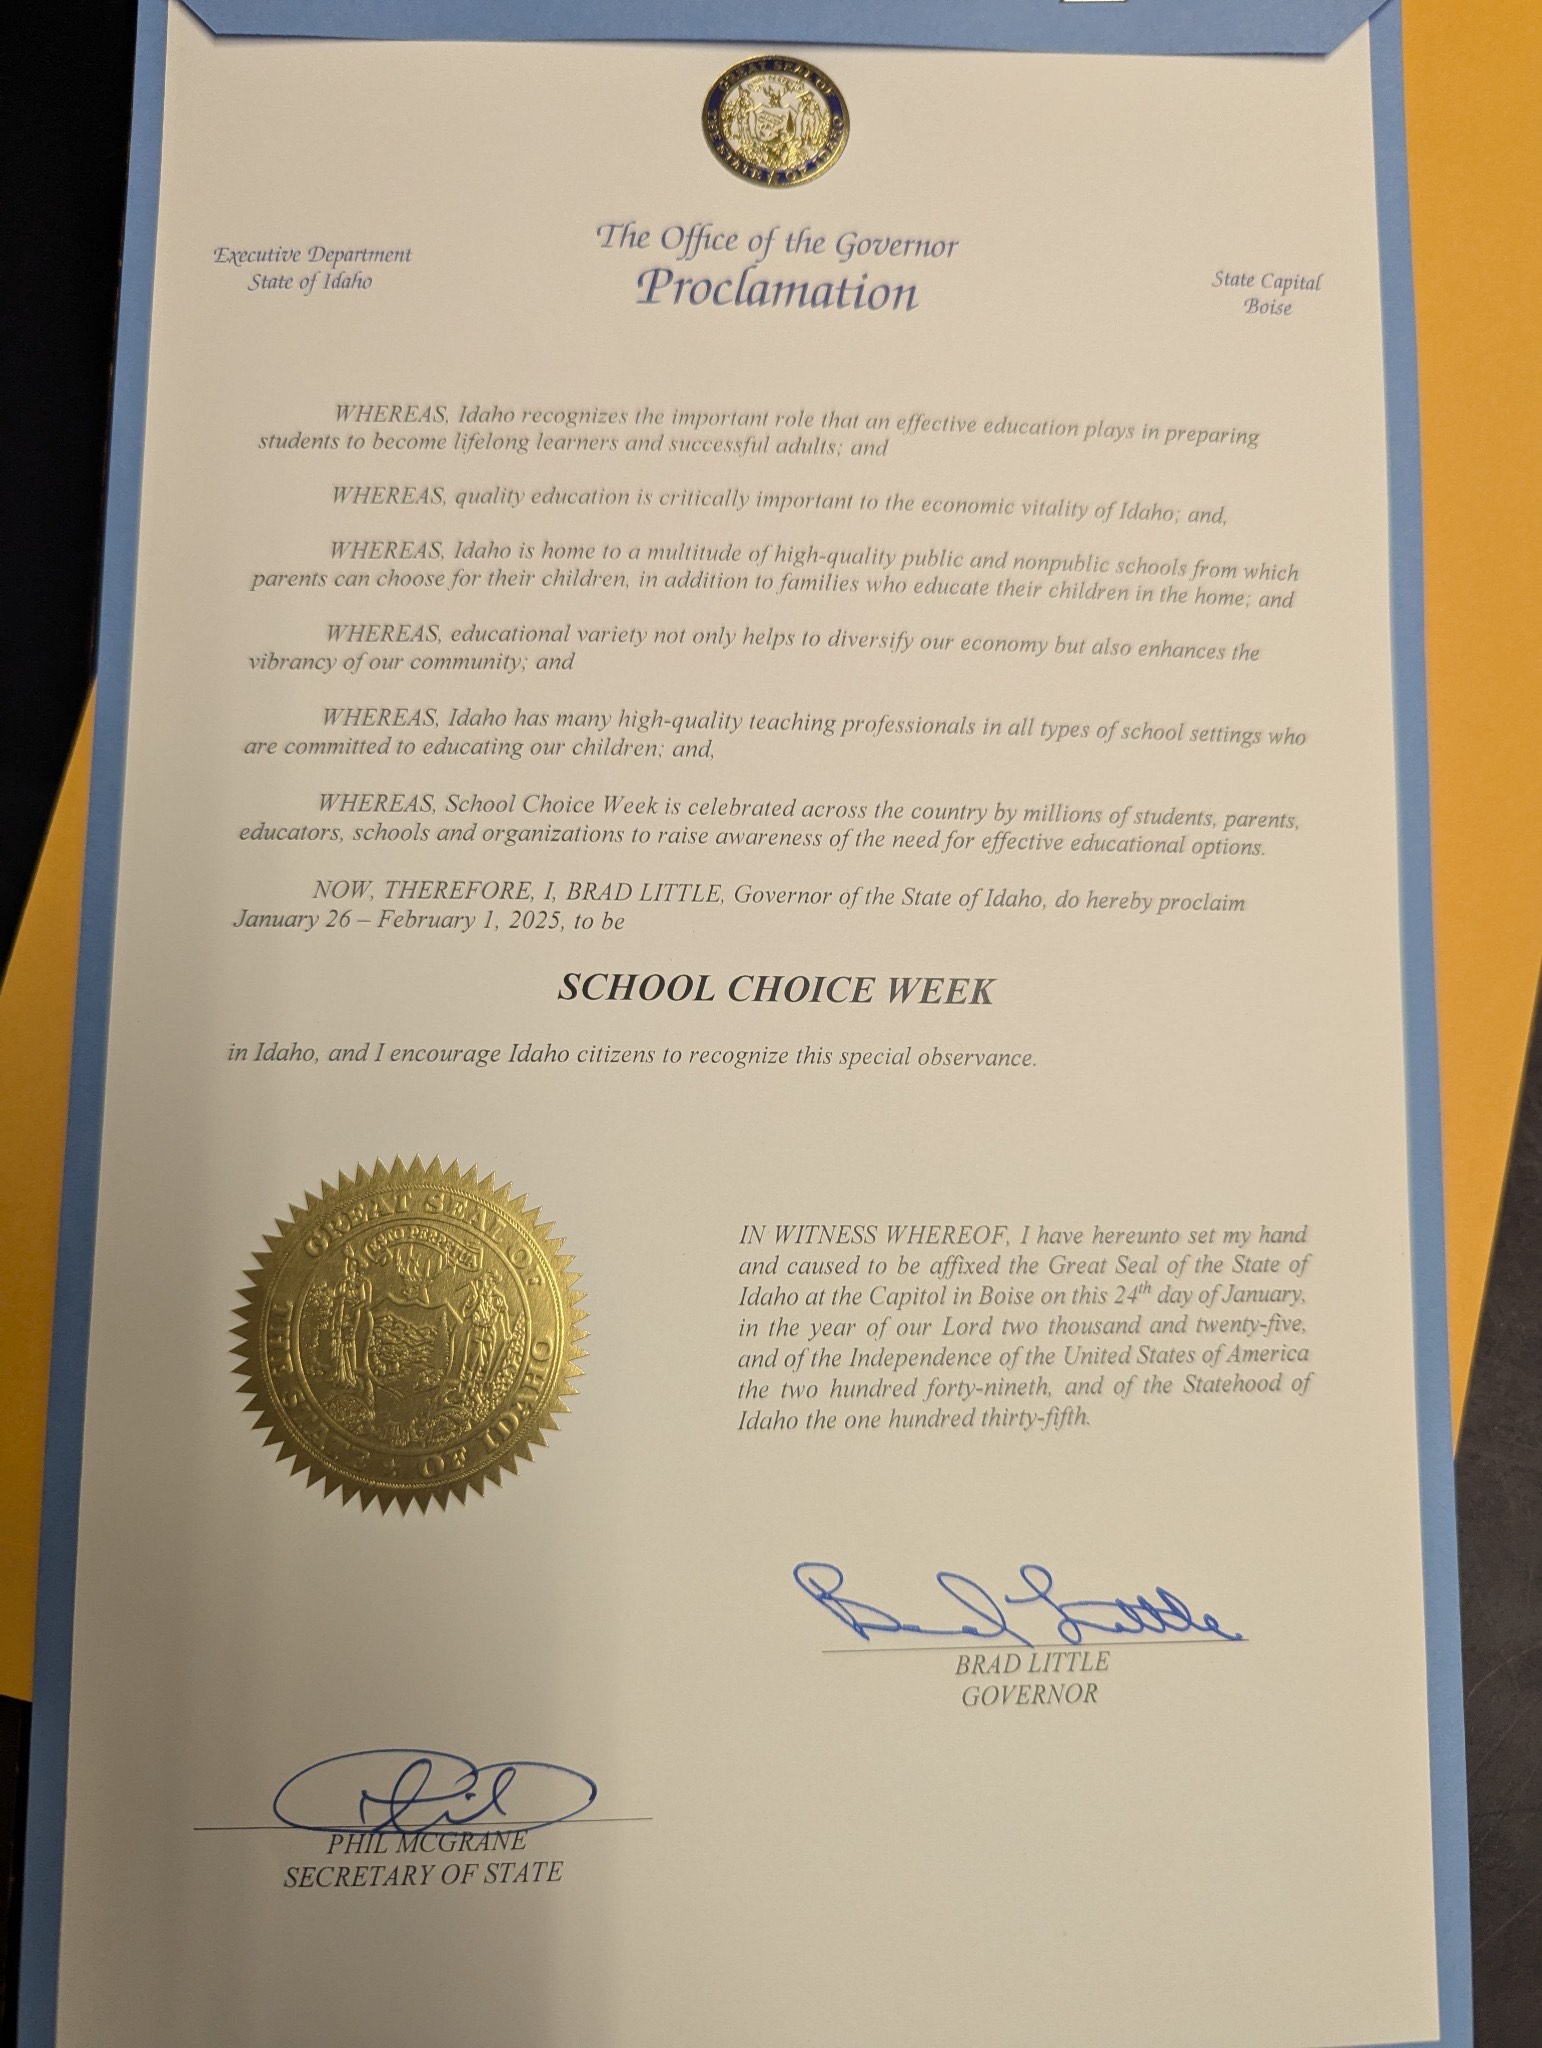 GREAT SEAL OF
THE STATE OF IDAHO
The Office of the Governor
Proclamation
Executive Department
State of Idaho
State Capital
Boise
WHEREAS, Idaho recognizes the important role that an effective education plays in preparing
students to become lifelong learners and successful adults; and
WHEREAS, quality education is critically important to the economic vitality of Idaho; and,
WHEREAS, Idaho is home to a multitude of high-quality public and nonpublic schools from which
parents can choose for their children, in addition to families who educate their children in the home; and
WHEREAS, educational variety not only helps to diversify our economy but also enhances the
vibrancy of our community; and
WHEREAS, Idaho has many high-quality teaching professionals in all types of school settings who
are committed to educating our children; and,
WHEREAS, School Choice Week is celebrated across the country by millions of students, parents,
educators, schools and organizations to raise awareness of the need for effective educational options.
NOW, THEREFORE, I, BRAD LITTLE, Governor of the State of Idaho, do hereby proclaim
January 26 – February 1, 2025, to be
SCHOOL CHOICE WEEK
in Idaho, and I encourage Idaho citizens to recognize this special observance.
GREAT SEAL OF
THE STATE OF IDAHO
ESTO PERPETUA
IN WITNESS WHEREOF, I have hereunto set my hand
and caused to be affixed the Great Seal of the State of
Idaho at the Capitol in Boise on this 24th day of January,
in the year of our Lord two thousand and twenty-five,
and of the Independence of the United States of America
the two hundred forty-nineth, and of the Statehood of
Idaho the one hundred thirty-fifth.
Brad Little
BRAD LITTLE
GOVERNOR
Phil
PHIL MCGRANE
SECRETARY OF STATE